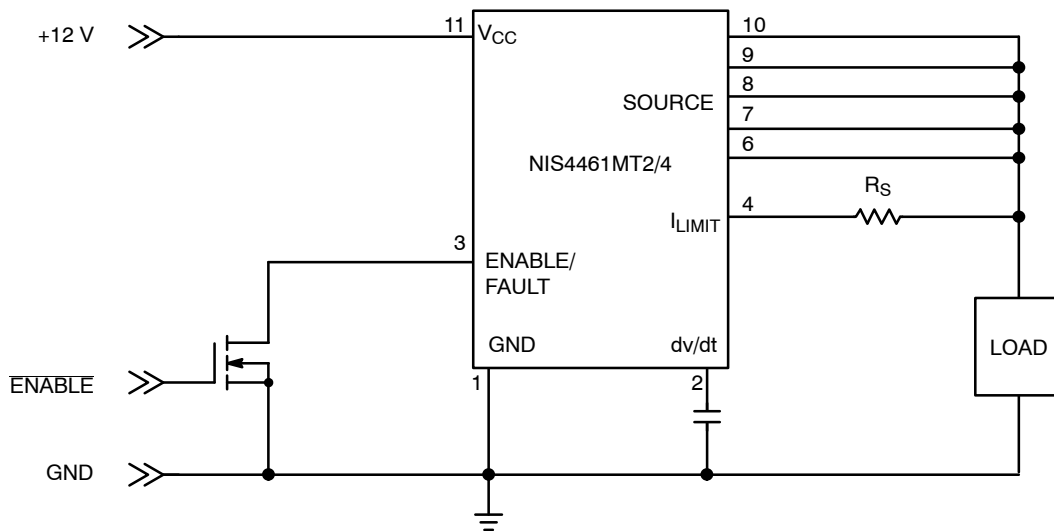 +12 V
11
V_CC
10
9
SOURCE
8
7
NIS4461MT2/4
6
R_S
4
I_LIMIT
3
ENABLE/
FAULT
GND
dv/dt
LOAD
ENABLE
1
2
GND